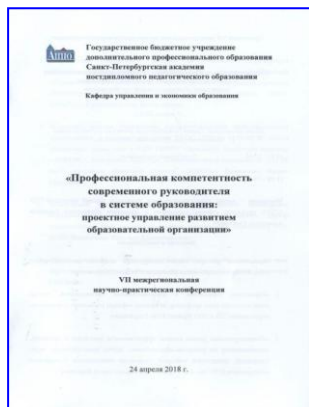 Аппо
Государственное бюджетное учреждение
дополнительного профессионального образования
Санкт-Петербургская академия
постдипломного педагогического образования
Кафедра управления и экономики образования
«Профессиональная компетентность
современного руководителя
в системе образования:
проектное управление развитием
образовательной организации»
VII межрегиональная
научно-практическая конференция
24 апреля 2018 г.